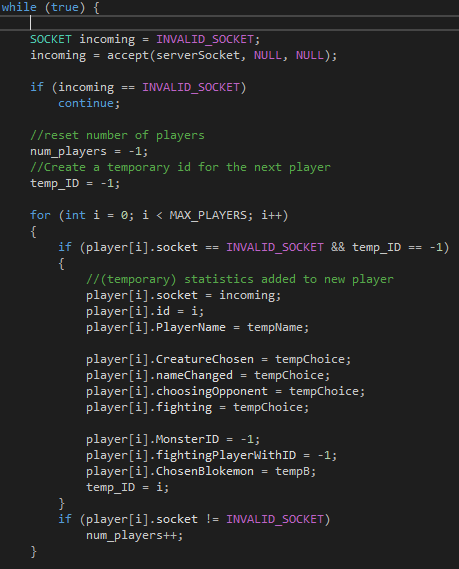 while (true) {
SOCKET incoming = INVALID_SOCKET;
incoming = accept(serverSocket, NULL, NULL);
if (incoming == INVALID_SOCKET)
continue;
//reset number of players
num_players = -1;
//Create a temporary id for the next player
temp_ID = -1;
for (int i = 0; i < MAX_PLAYERS; i++)
{
if (player[i].socket == INVALID_SOCKET && temp_ID == -1)
{
//(temporary) statistics added to new player
player[i].socket = incoming;
player[i].id = i;
player[i].PlayerName = tempName;
player[i].CreatureChosen = tempChoice;
player[i].nameChanged = tempChoice;
player[i].choosingOpponent = tempChoice;
player[i].fighting = tempChoice;
player[i].MonsterID = -1;
player[i].fightingPlayerWithID = -1;
player[i].ChosenBlokemon = tempB;
temp_ID = i;
}
if (player[i].socket != INVALID_SOCKET)
num_players++;
}